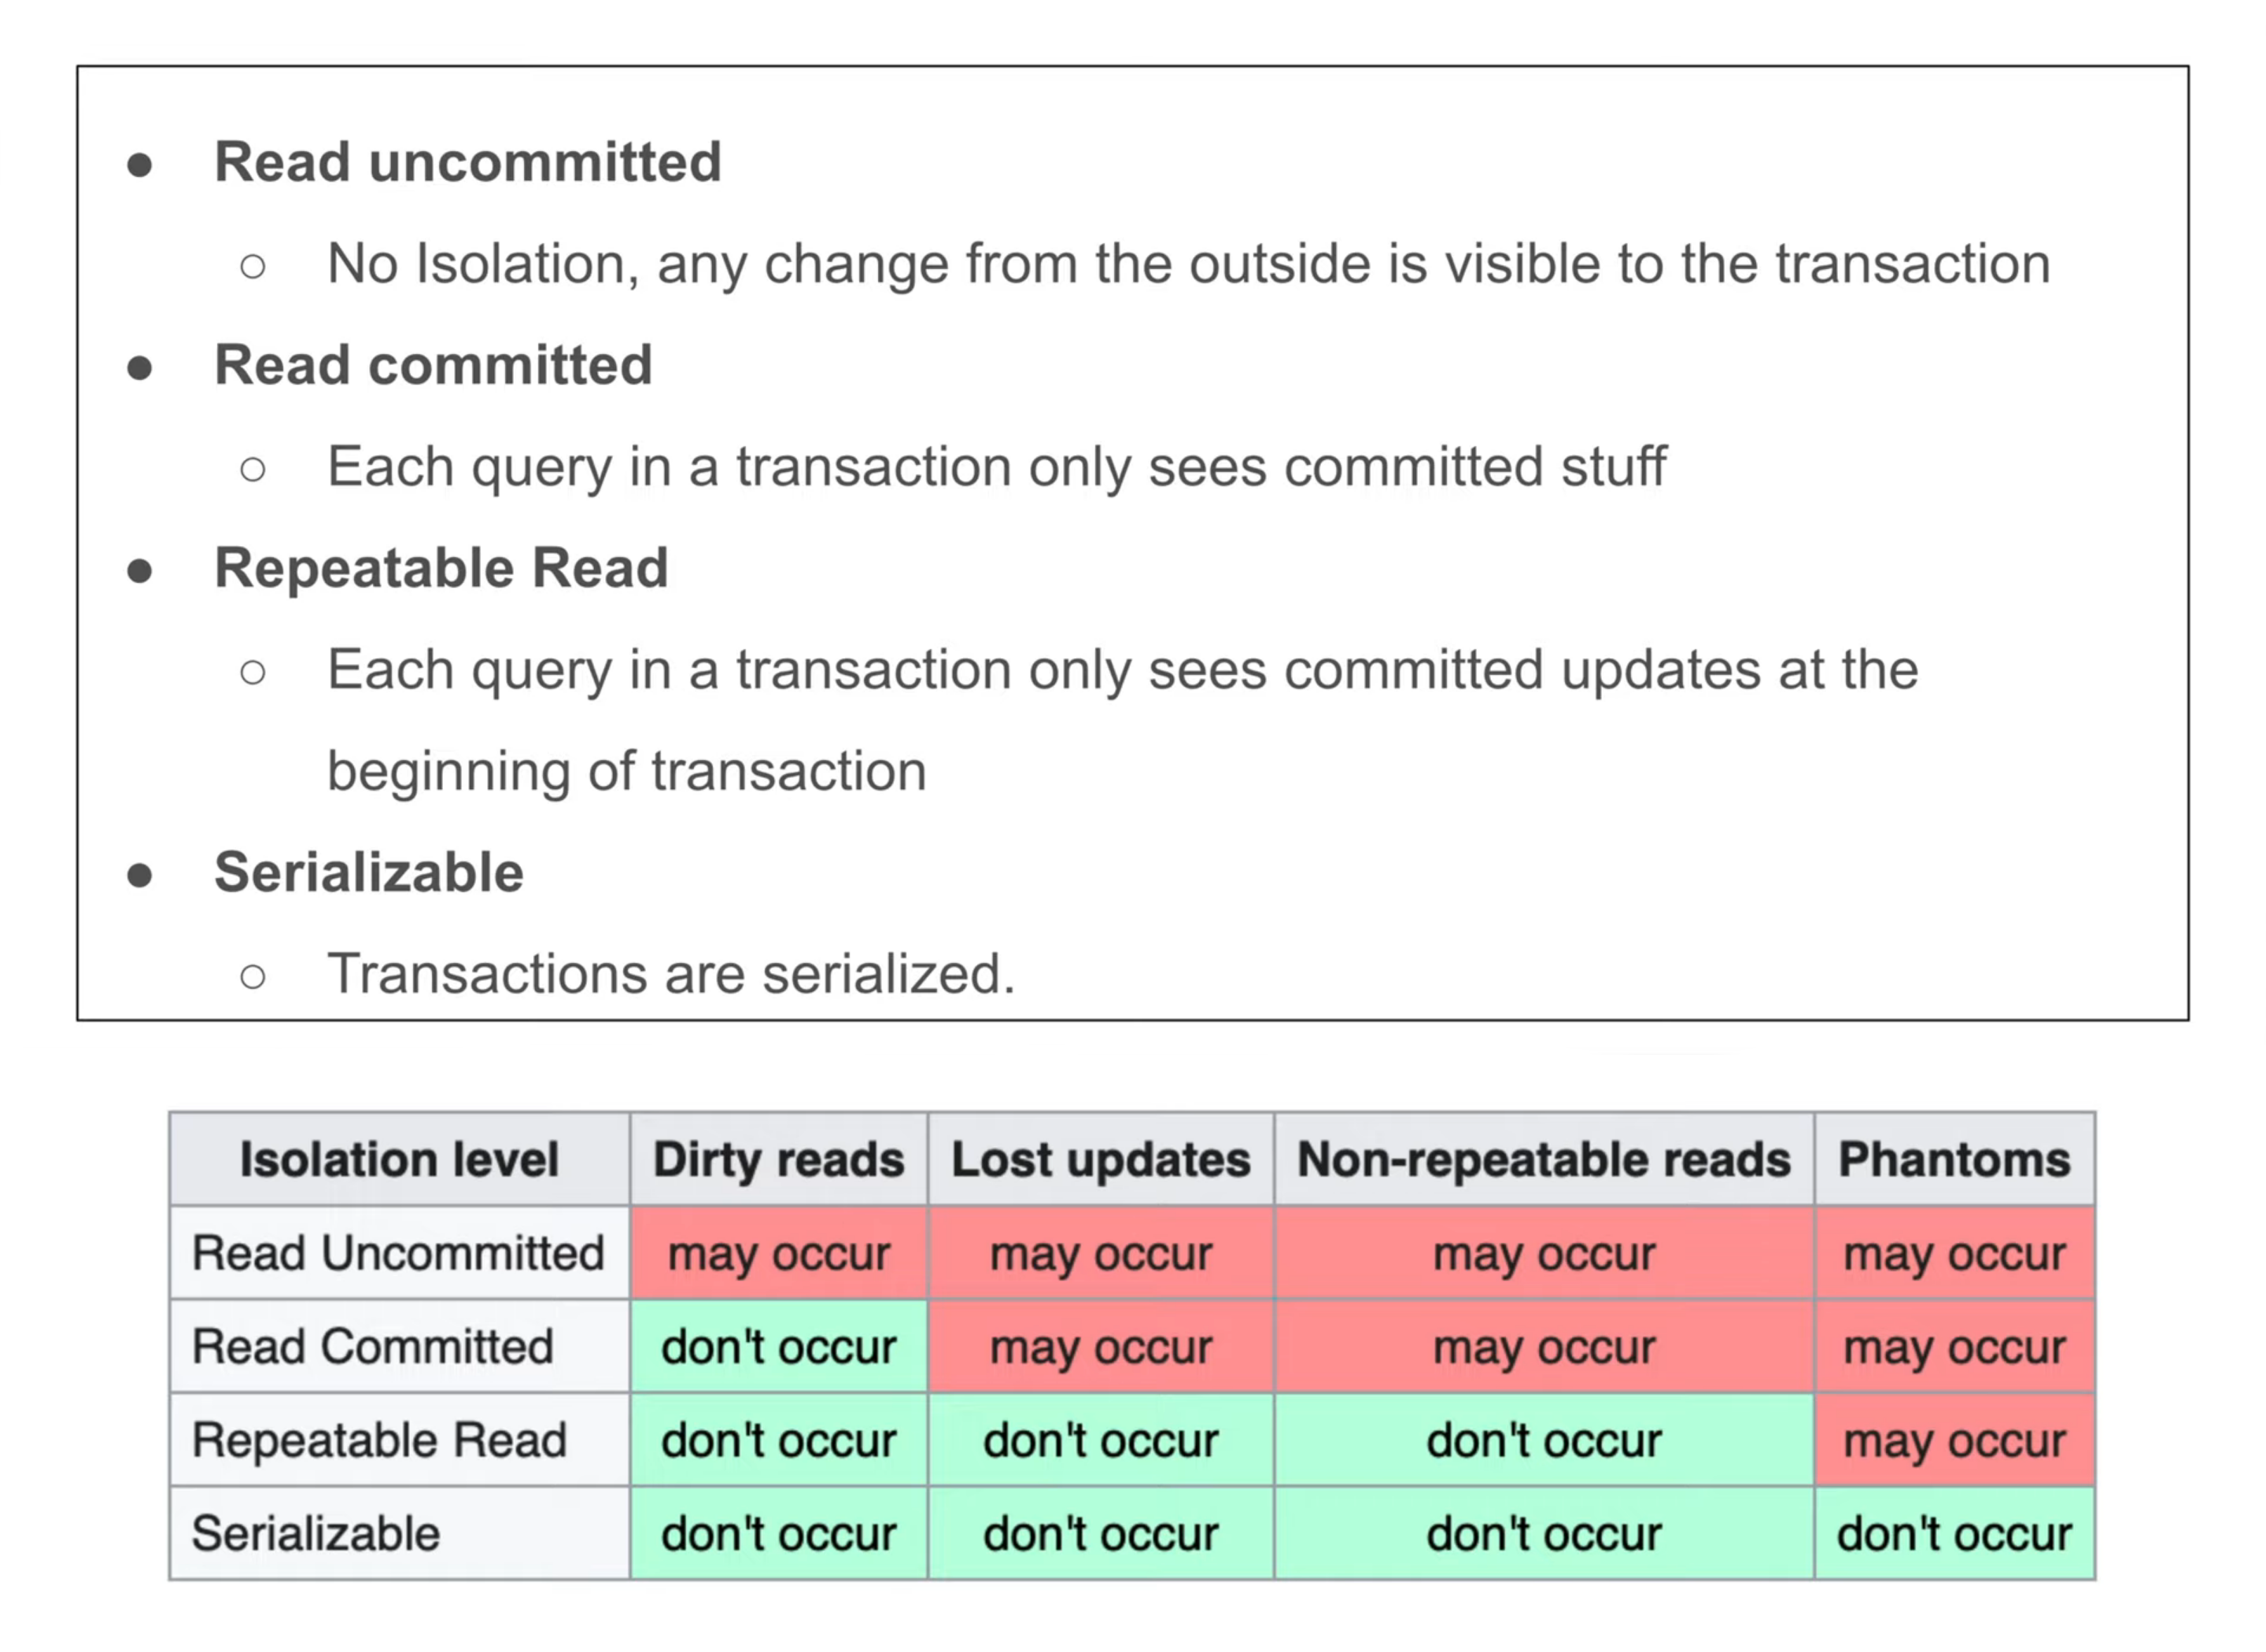 ● Read uncommitted
○ No Isolation, any change from the outside is visible to the transaction
● Read committed
○ Each query in a transaction only sees committed stuff
● Repeatable Read
○ Each query in a transaction only sees committed updates at the
beginning of transaction
● Serializable
○ Transactions are serialized.
Isolation level Dirty reads Lost updates Non-repeatable reads Phantoms
Read Uncommitted may occur may occur may occur may occur
Read Committed don't occur may occur may occur may occur
Repeatable Read don't occur don't occur don't occur may occur
Serializable don't occur don't occur don't occur don't occur